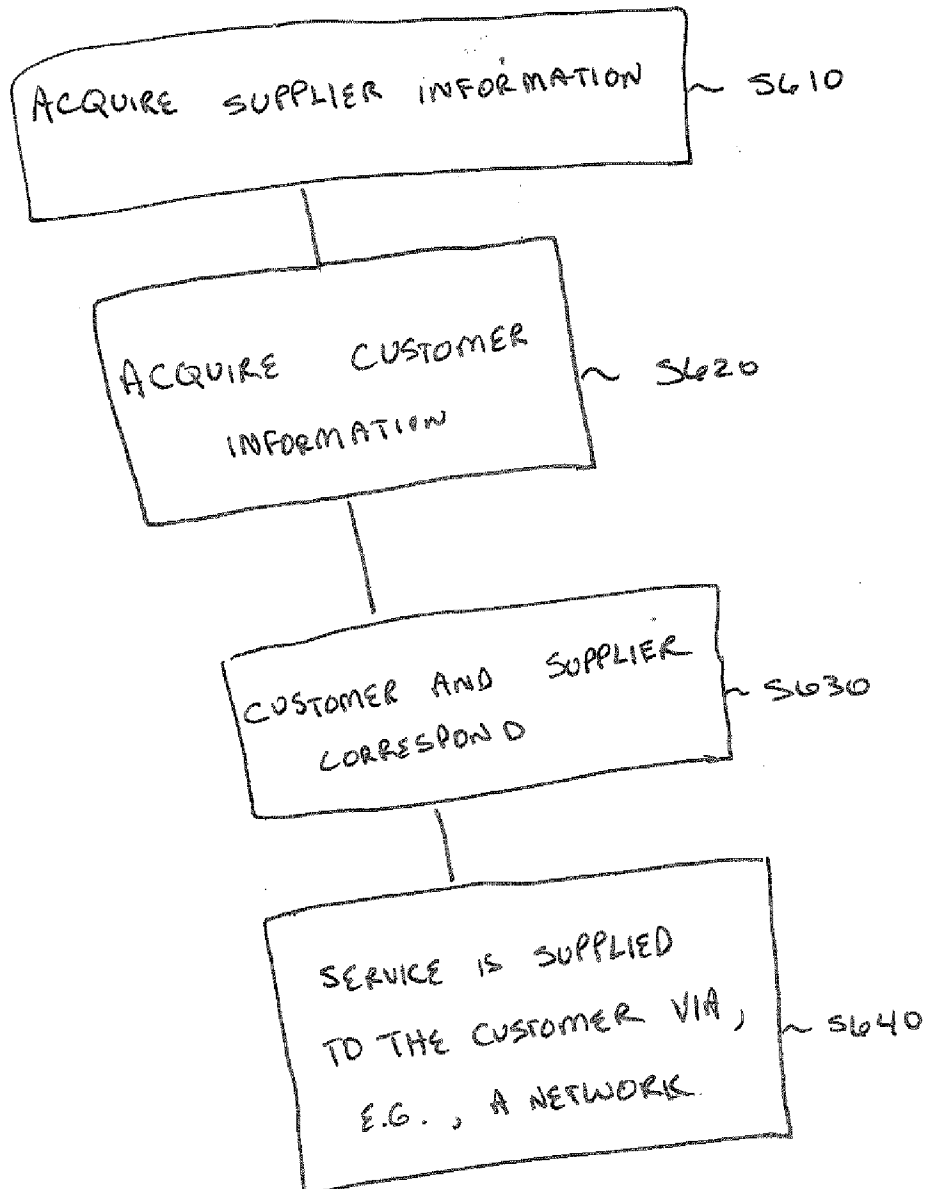 ACQUIRE SUPPLIER INFORMATION ~ S610
ACQUIRE CUSTOMER
INFORMATION
~ S620
CUSTOMER AND SUPPLIER
CORRESPOND
~ S630
SERVICE IS SUPPLIED
TO THE CUSTOMER VIA,
E.G., A NETWORK.
~ S640